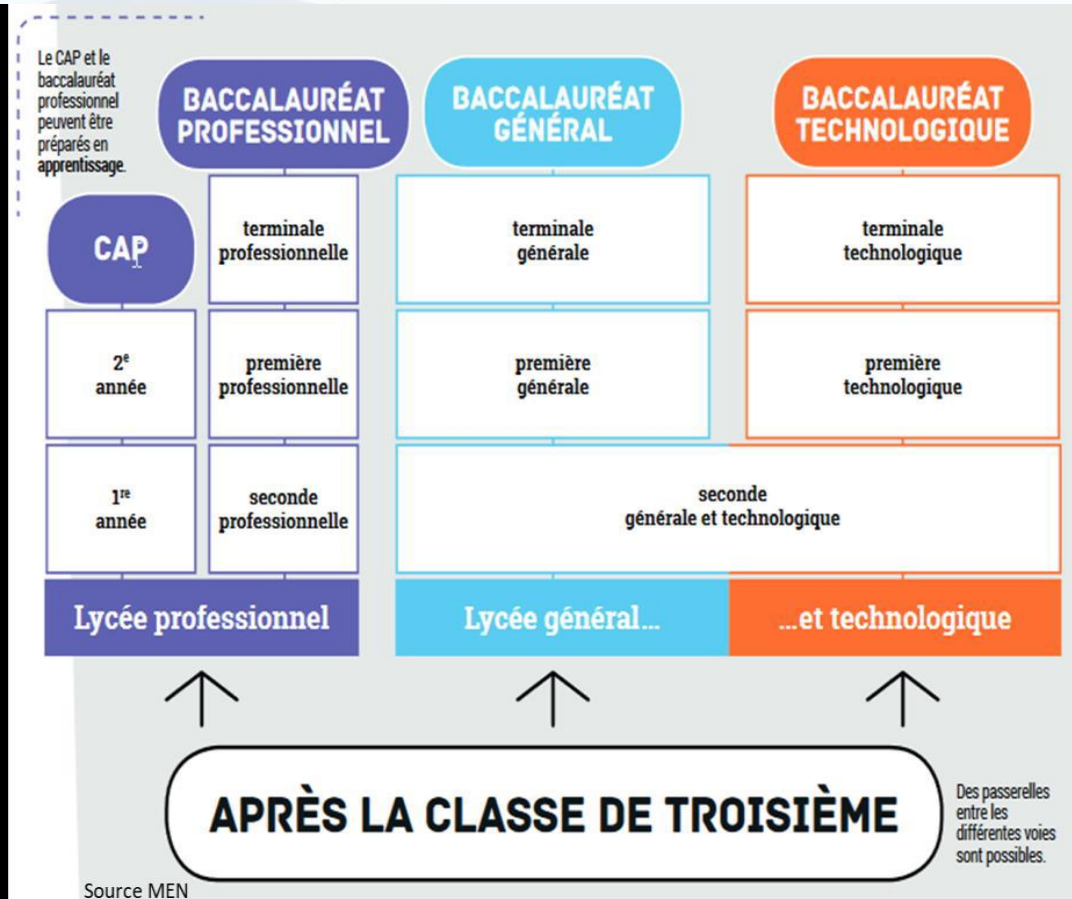 Le CAP et le
baccalauréat
professionnel
peuvent être
préparés en
apprentissage.
BACCALAURÉAT
PROFESSIONNEL
BACCALAURÉAT
GÉNÉRAL
BACCALAURÉAT
TECHNOLOGIQUE
CAP
terminale
professionnelle
terminale
générale
terminale
technologique
2e
année
première
professionnelle
première
générale
première
technologique
1re
année
seconde
professionnelle
seconde
générale et technologique
Lycée professionnel
Lycée général...
...et technologique
APRÈS LA CLASSE DE TROISIÈME
Des passerelles
entre les
différentes voies
sont possibles.
Source MEN